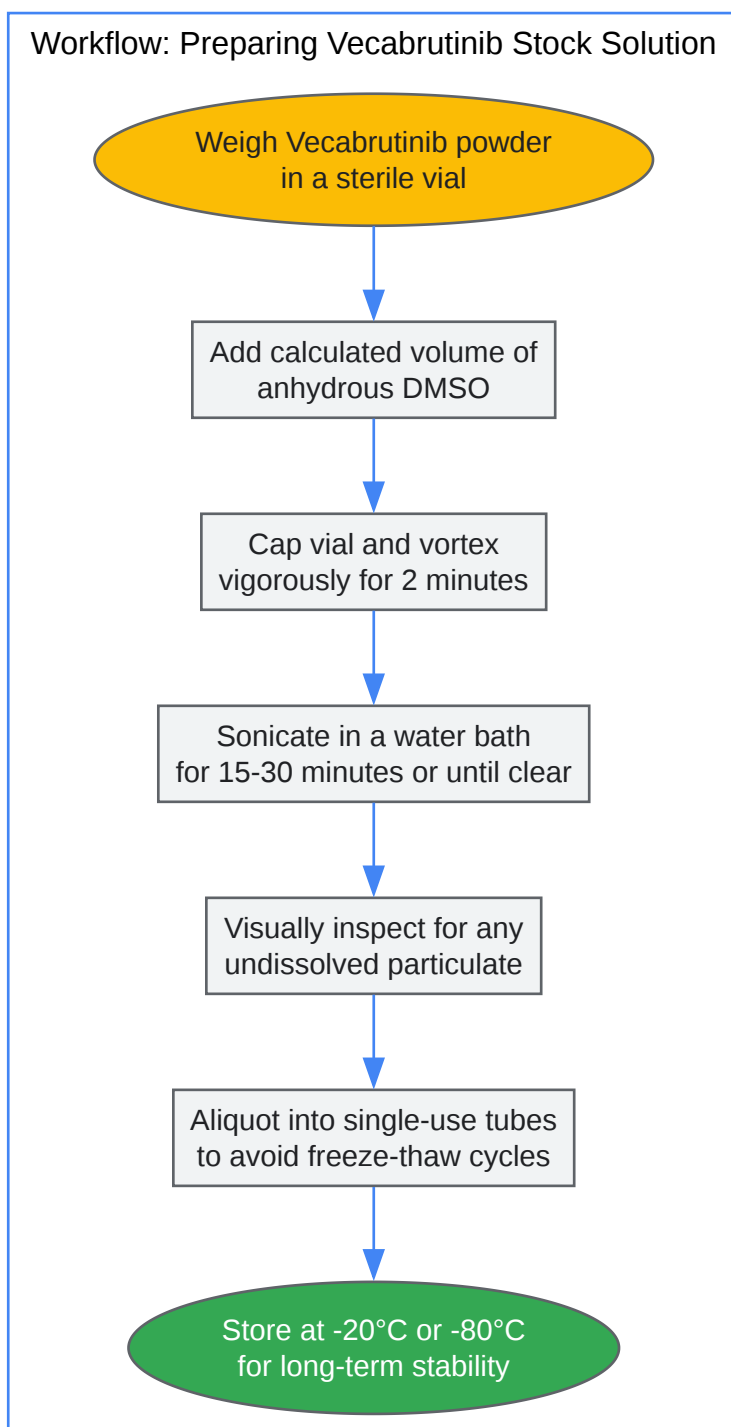 Workflow: Preparing Vecabrutinib Stock Solution
Weigh Vecabrutinib powder
in a sterile vial
Add calculated volume of
anhydrous DMSO
Cap vial and vortex
vigorously for 2 minutes
Sonicate in a water bath
for 15-30 minutes or until clear
Visually inspect for any
undissolved particulate
Aliquot into single-use tubes
to avoid freeze-thaw cycles
Store at -20°C or -80°C
for long-term stability